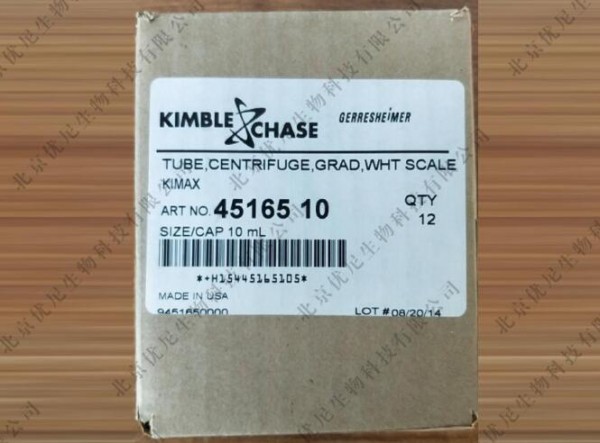 KIMBLE CHASE GERRESHEIMER
TUBE,CENTRIFUGE,GRAD,WHT SCALE
KIMAX
ART NO. 45165 10 QTY
12
SIZE/CAP 10 mL
*+H15445165105*
MADE IN USA
9451650000 LOT # 08/20/14
北京优尼生物科技有限公司